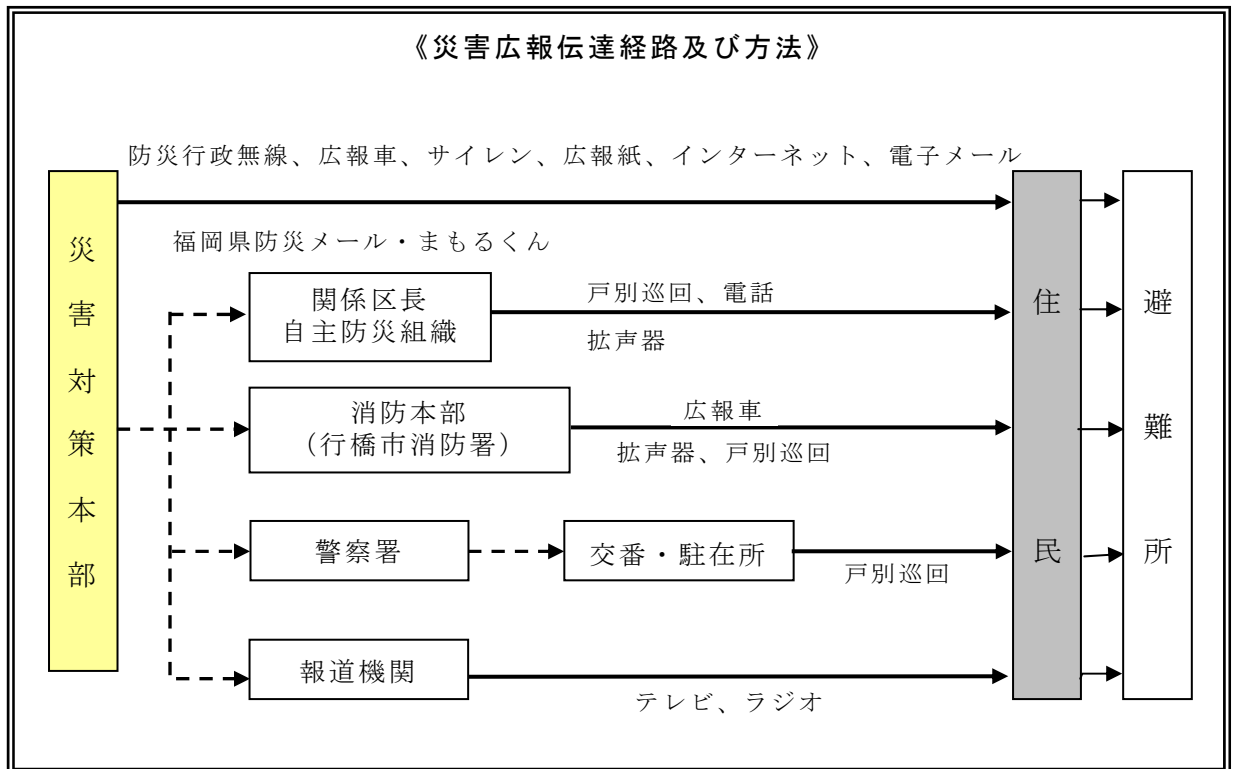 《災害広報伝達経路及び方法》
防災行政無線、広報車、サイレン、広報紙、インターネット、電子メール
福岡県防災メール・まもるくん
災害対策本部
関係区長
自主防災組織
戸別巡回、電話
拡声器
消防本部
（行橋市消防署）
広報車
拡声器、戸別巡回
警察署
交番・駐在所
戸別巡回
報道機関
テレビ、ラジオ
住民
避難所